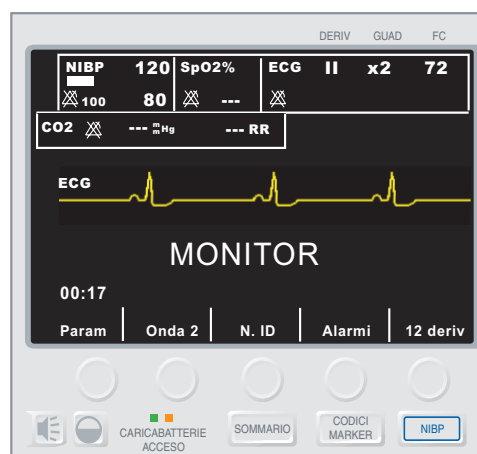 DERIV GUAD FC
NIBP 120 SpO2% ECG II x2 72
100 80 ---
CO2 --- mmHg --- RR
ECG
MONITOR
00:17
Param Onda 2 N. ID Alarmi 12 deriv
CARICABATTERIE
ACCESO
SOMMARIO
CODICI
MARKER
NIBP